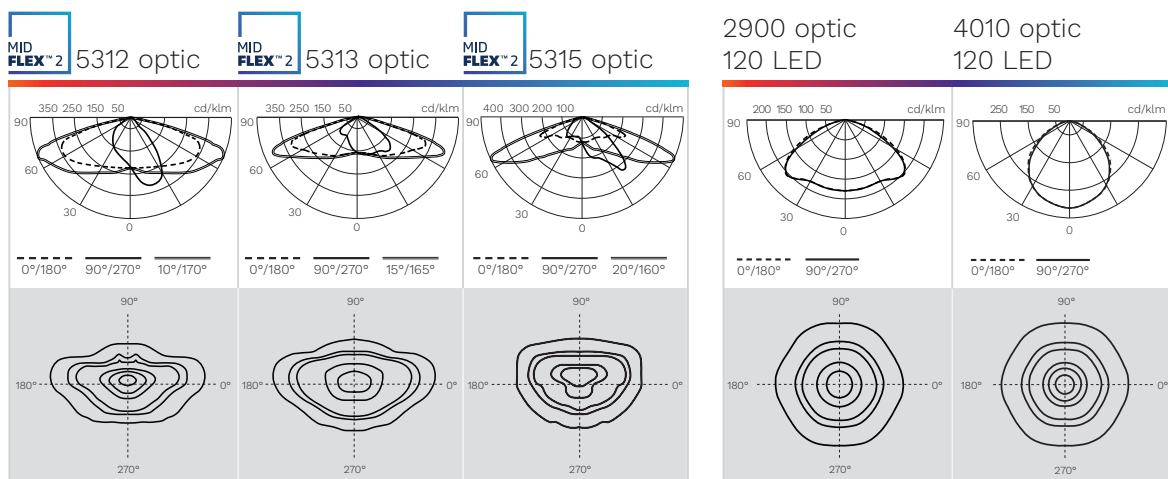 MID
FLEX™ 2
5312 optic
MID
FLEX™ 2
5313 optic
MID
FLEX™ 2
5315 optic
2900 optic
120 LED
4010 optic
120 LED
350 250 150 50 cd/klm
90
60
30
0
350 250 150 50 cd/klm
90
60
30
0
400 300 200 100 cd/klm
90
60
30
0
200 150 100 50 cd/klm
90
60
30
0
250 150 50 cd/klm
90
60
30
0
0°/180° 90°/270° 10°/170°
0°/180° 90°/270° 15°/165°
0°/180° 90°/270° 20°/160°
0°/180° 90°/270°
0°/180° 90°/270°
90°
180° 0°
270°
90°
180° 0°
270°
90°
180° 0°
270°
90°
180° 0°
270°
90°
180° 0°
270°